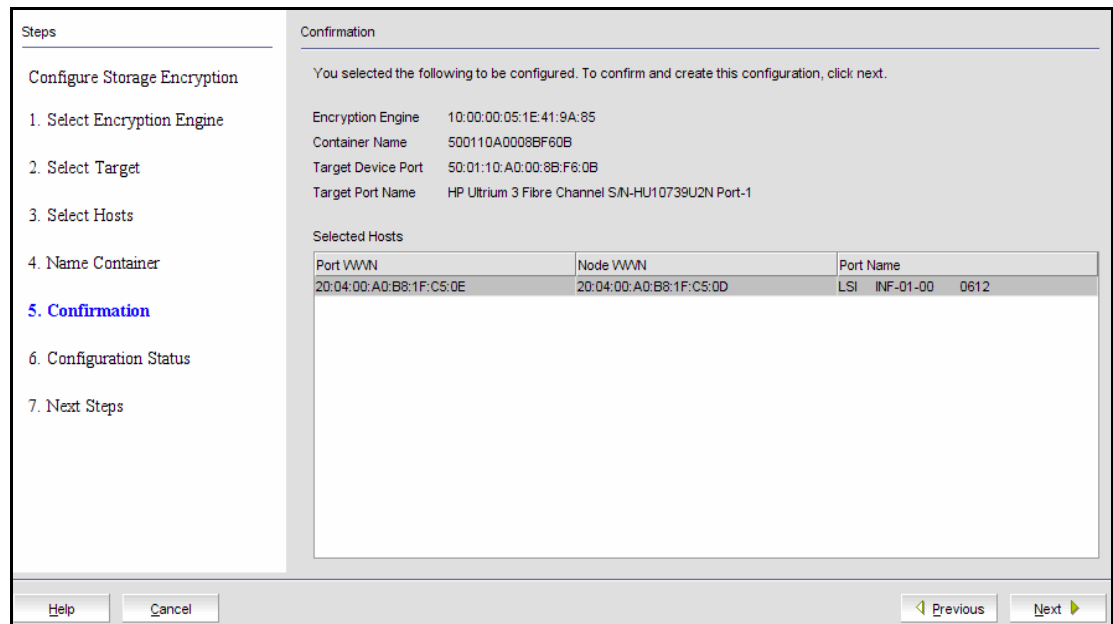 Steps
Configure Storage Encryption
1. Select Encryption Engine
2. Select Target
3. Select Hosts
4. Name Container
5. Confirmation
6. Configuration Status
7. Next Steps
Confirmation
You selected the following to be configured. To confirm and create this configuration, click next.
Encryption Engine 10:00:00:05:1E:41:9A:85
Container Name 500110A0008BF60B
Target Device Port 50:01:10:A0:00:8B:F6:0B
Target Port Name HP Ultrium 3 Fibre Channel S/N-HU10739U2N Port-1
Selected Hosts
Port WWN Node WWN Port Name
20:04:00:A0:B8:1F:C5:0E 20:04:00:A0:B8:1F:C5:0D LSI INF-01-00 0612
Help Cancel Previous Next